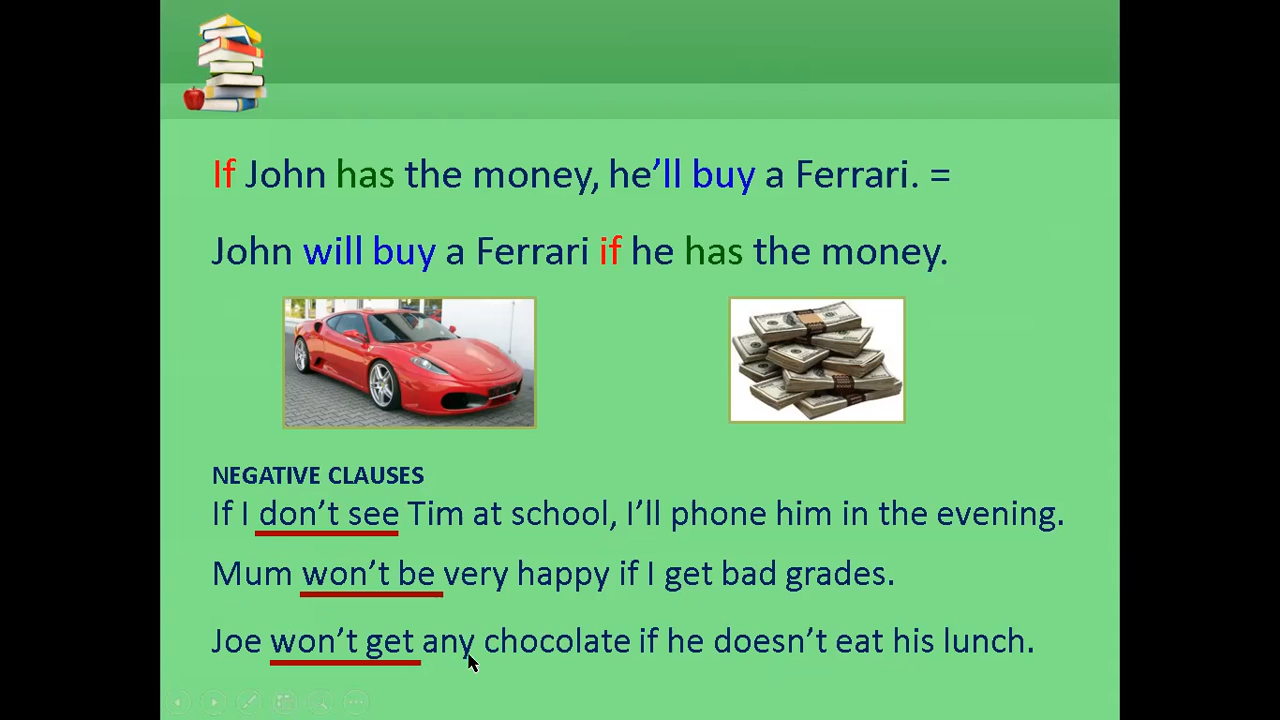 If John has the money, he’ll buy a Ferrari. =
John will buy a Ferrari if he has the money.
NEGATIVE CLAUSES
If I don’t see Tim at school, I’ll phone him in the evening.
Mum won’t be very happy if I get bad grades.
Joe won’t get any chocolate if he doesn’t eat his lunch.